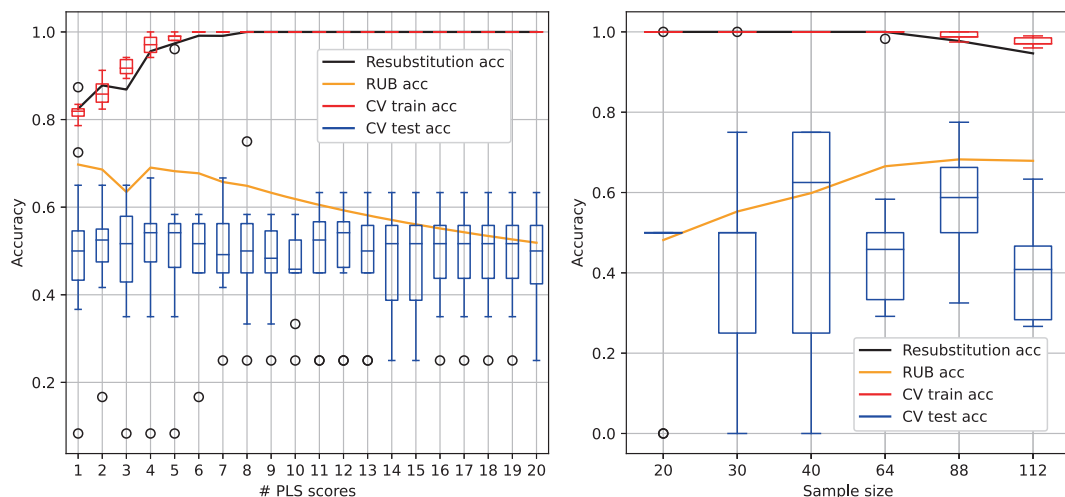 1.0
0.8
0.6
0.4
0.2
Accuracy
Resubstitution acc
RUB acc
CV train acc
CV test acc
1 2 3 4 5 6 7 8 9 10 11 12 13 14 15 16 17 18 19 20
# PLS scores
1.0
0.8
0.6
0.4
0.2
0.0
Accuracy
Resubstitution acc
RUB acc
CV train acc
CV test acc
20 30 40 64 88 112
Sample size